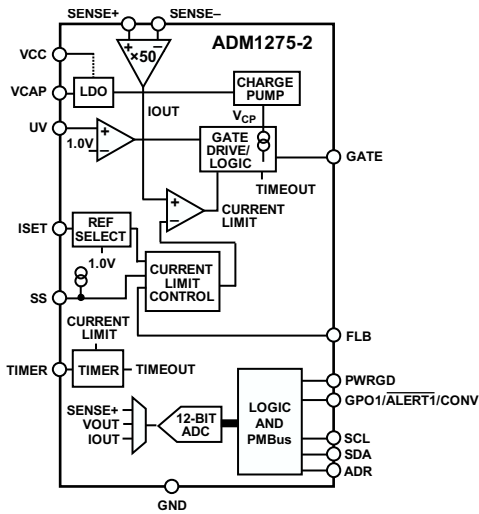 SENSE+ SENSE–
ADM1275-2
VCC
+ –
×50
VCAP
LDO
CHARGE
PUMP
IOUT
VCP
UV
+
1.0V
–
GATE
DRIVE/
LOGIC
GATE
TIMEOUT
+
–
CURRENT
LIMIT
ISET
REF
SELECT
1.0V
CURRENT
LIMIT
CONTROL
SS
CURRENT
LIMIT
FLB
TIMER
TIMER
TIMEOUT
PWRGD
GPO1/ALERT1/CONV
SENSE+
VOUT
IOUT
12-BIT
ADC
LOGIC
AND
PMBus
SCL
SDA
ADR
GND